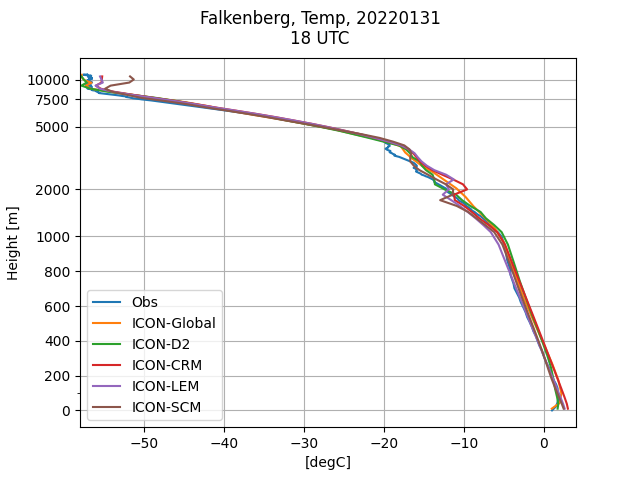 Falkenberg, Temp, 20220131
18 UTC
10000
7500
5000
2000
1000
800
600
400
200
0
Height [m]
Obs
ICON-Global
ICON-D2
ICON-CRM
ICON-LEM
ICON-SCM
−50 −40 −30 −20 −10 0
[degC]